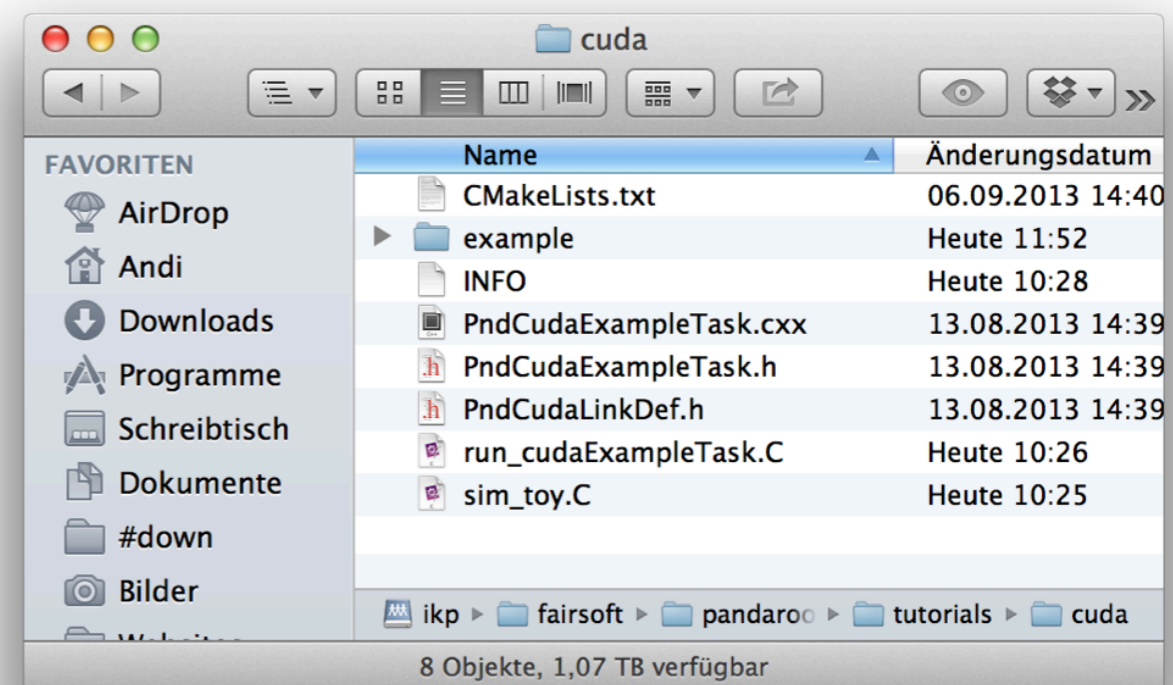 cuda
FAVORITEN
AirDrop
Andi
Downloads
Programme
Schreibtisch
Dokumente
#down
Bilder
Name Änderungsdatum
CMakeLists.txt 06.09.2013 14:40
example Heute 11:52
INFO Heute 10:28
PndCudaExampleTask.cxx 13.08.2013 14:39
PndCudaExampleTask.h 13.08.2013 14:39
PndCudaLinkDef.h 13.08.2013 14:39
run_cudaExampleTask.C Heute 10:26
sim_toy.C Heute 10:25
ikp fairsoft pandaroo tutorials cuda
8 Objekte, 1,07 TB verfügbar